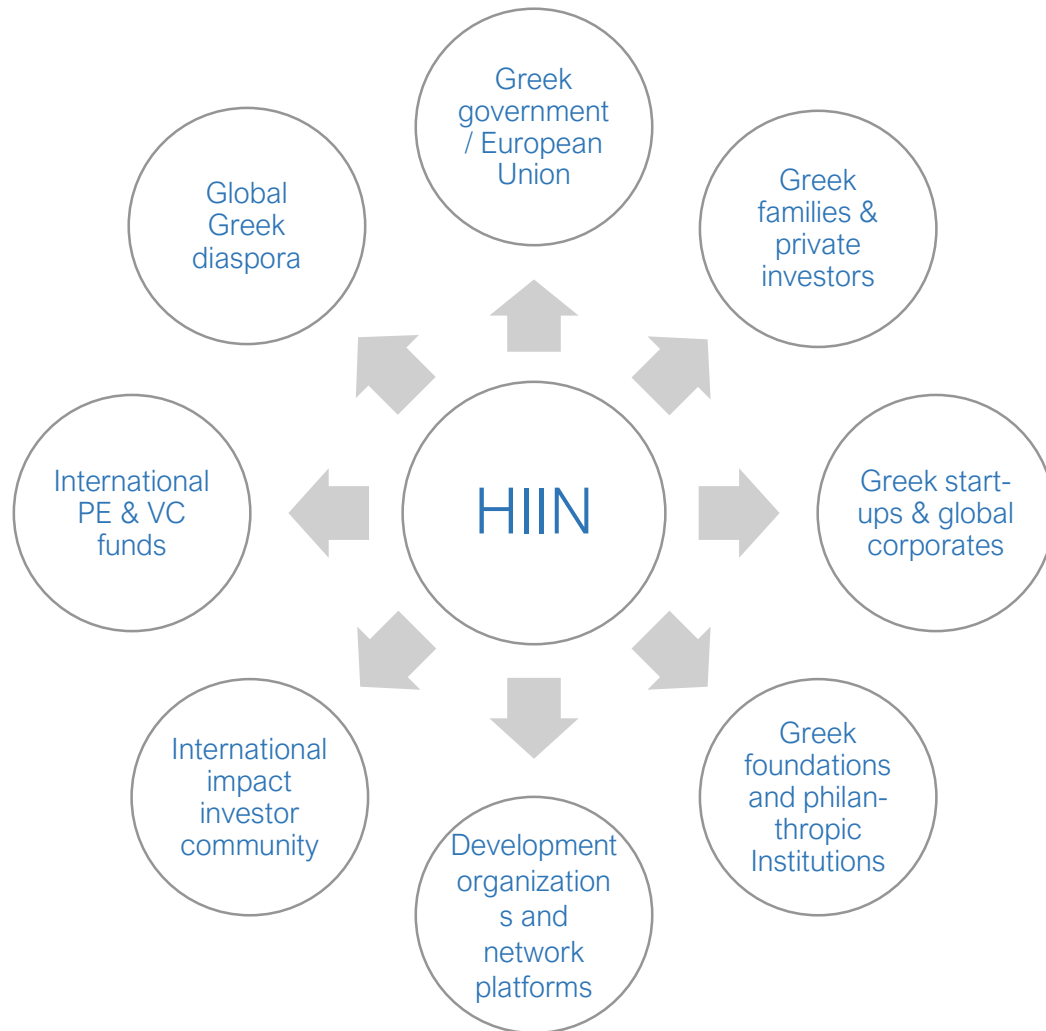 Greek
government
/ European
Union
Global
Greek
diaspora
Greek
families &
private
investors
International
PE & VC
funds
HIIN
Greek start-
ups & global
corporates
International
impact
investor
community
Greek
foundations
and philan-
thropic
Institutions
Development
organization
s and
network
platforms